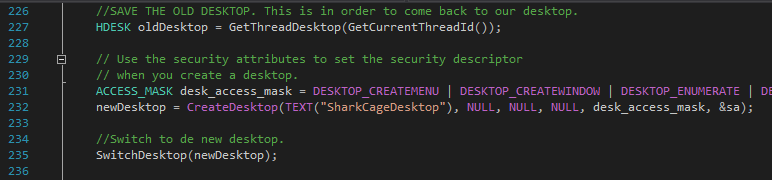 226 //SAVE THE OLD DESKTOP. This is in order to come back to our desktop.
227 HDESK oldDesktop = GetThreadDesktop(GetCurrentThreadId());
228
229 // Use the security attributes to set the security descriptor
230 // when you create a desktop.
231 ACCESS_MASK desk_access_mask = DESKTOP_CREATEMENU | DESKTOP_CREATEWINDOW | DESKTOP_ENUMERATE | DE
232 newDesktop = CreateDesktop(TEXT("SharkCageDesktop"), NULL, NULL, NULL, desk_access_mask, &sa);
233
234 //Switch to de new desktop.
235 SwitchDesktop(newDesktop);
236